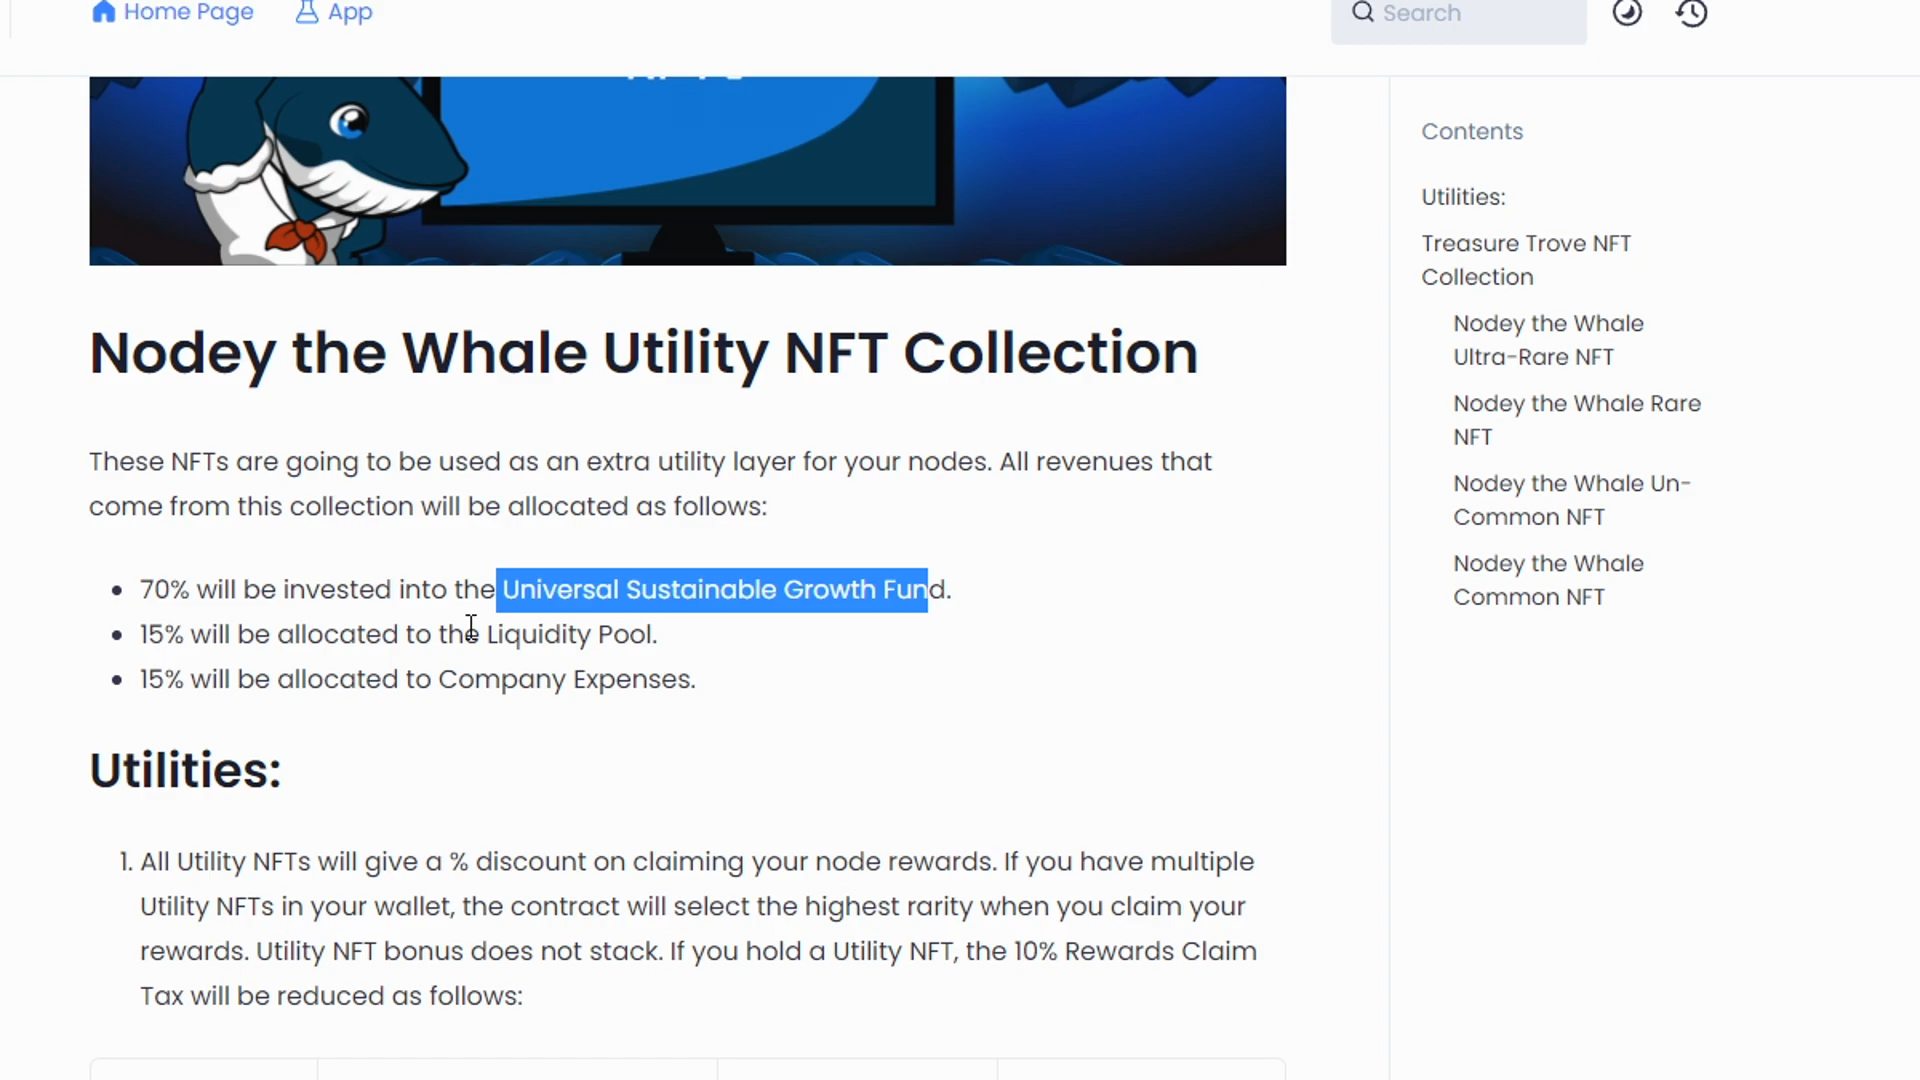 Home Page App Search
Contents
Utilities:
Treasure Trove NFT
Collection
Nodey the Whale
Ultra-Rare NFT
Nodey the Whale Rare
NFT
Nodey the Whale Un-
Common NFT
Nodey the Whale
Common NFT
Nodey the Whale Utility NFT Collection
These NFTs are going to be used as an extra utility layer for your nodes. All revenues that
come from this collection will be allocated as follows:
• 70% will be invested into the Universal Sustainable Growth Fund.
• 15% will be allocated to the Liquidity Pool.
• 15% will be allocated to Company Expenses.
Utilities:
1. All Utility NFTs will give a % discount on claiming your node rewards. If you have multiple
Utility NFTs in your wallet, the contract will select the highest rarity when you claim your
rewards. Utility NFT bonus does not stack. If you hold a Utility NFT, the 10% Rewards Claim
Tax will be reduced as follows: